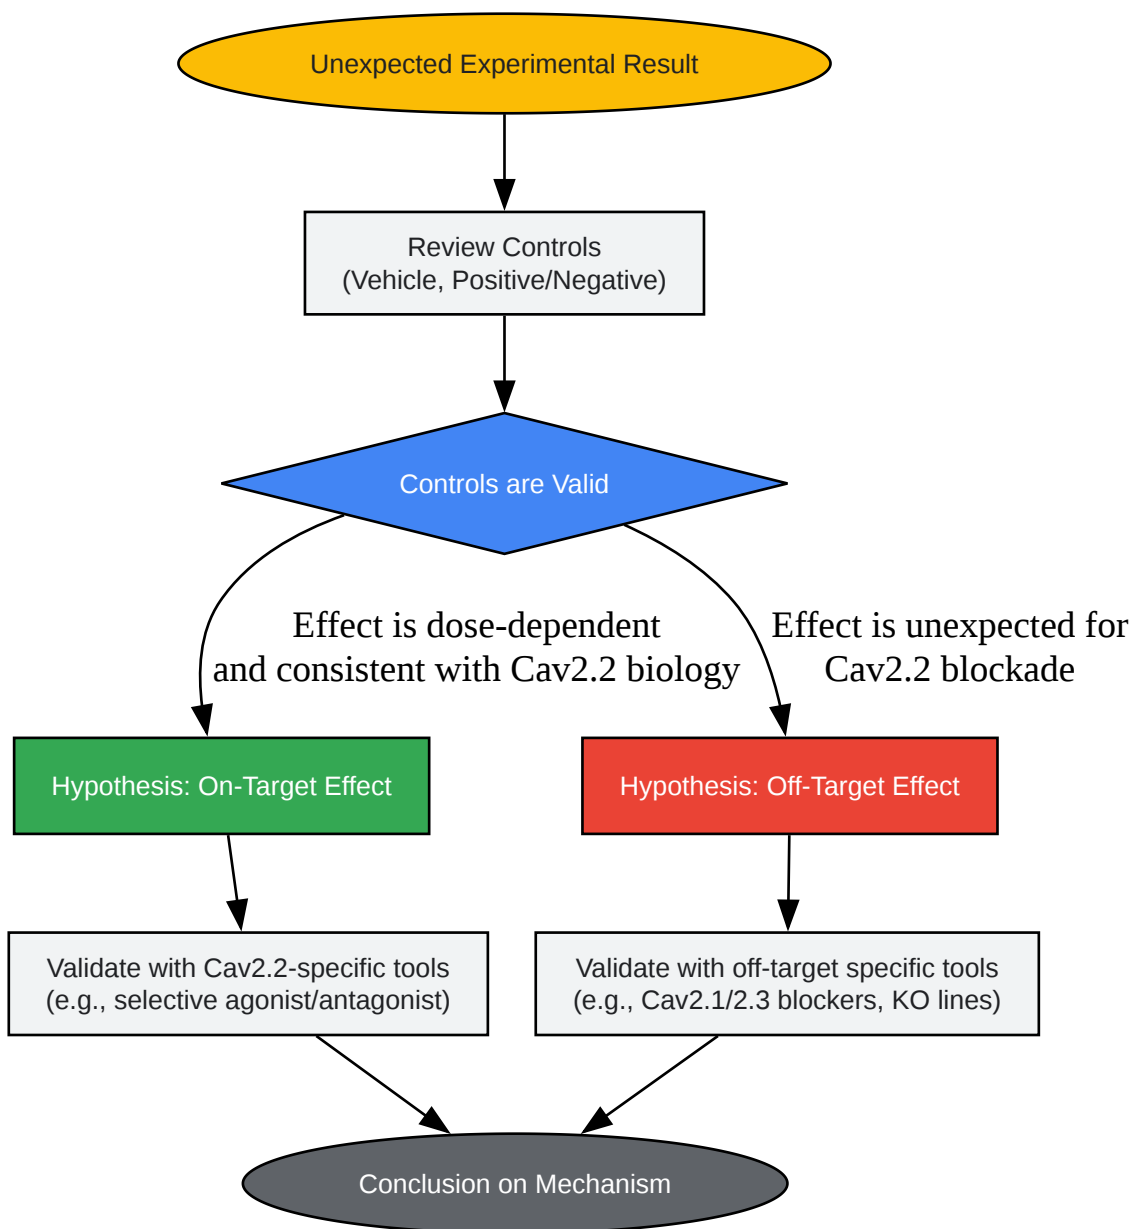 Unexpected Experimental Result
Review Controls
(Vehicle, Positive/Negative)
Controls are Valid
Effect is dose-dependent
and consistent with Cav2.2 biology
Effect is unexpected for
Cav2.2 blockade
Hypothesis: On-Target Effect
Hypothesis: Off-Target Effect
Validate with Cav2.2-specific tools
(e.g., selective agonist/antagonist)
Validate with off-target specific tools
(e.g., Cav2.1/2.3 blockers, KO lines)
Conclusion on Mechanism